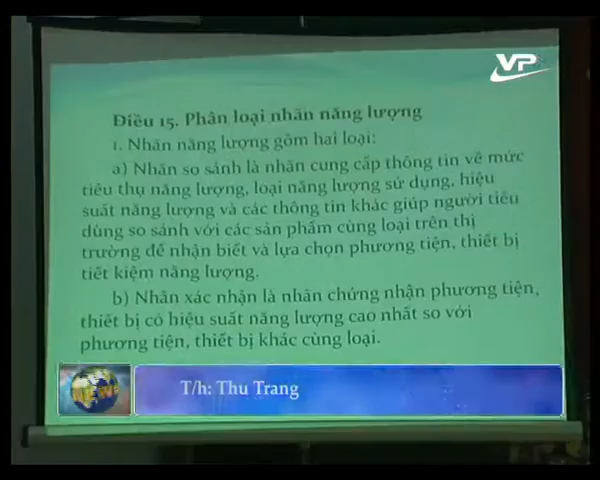 VP
Điều 15. Phân loại nhãn năng lượng
1. Nhãn năng lượng gồm hai loại:
a) Nhãn so sánh là nhãn cung cấp thông tin về mức
tiêu thụ năng lượng, loại năng lượng sử dụng, hiệu
suất năng lượng và các thông tin khác giúp người tiêu
dùng so sánh với các sản phẩm cùng loại trên thị
trường để nhận biết và lựa chọn phương tiện, thiết bị
tiết kiệm năng lượng.
b) Nhãn xác nhận là nhãn chứng nhận phương tiện,
thiết bị có hiệu suất năng lượng cao nhất so với
phương tiện, thiết bị khác cùng loại.
NEWS
T/h: Thu Trang